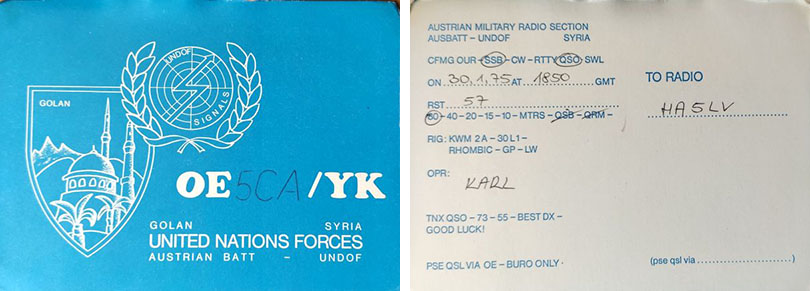 UNDOF
SIGNALS
GOLAN
OE5CA/YK
GOLAN SYRIA
UNITED NATIONS FORCES
AUSTRIAN BATT – UNDOF
AUSTRIAN MILITARY RADIO SECTION
AUSBATT – UNDOF SYRIA
CFMG OUR – SSB – CW – RTTY QSO – SWL
ON 30,1,75 AT 1850 GMT
RST 57
80 – 40 – 20 – 15 – 10 – MTRS – QSB – QRM –
RIG: KWM 2A – 30 L1 –
RHOMBIC – GP – LW
OPR: KARL
TNX QSO – 73 – 55 – BEST DX –
GOOD LUCK!
PSE QSL VIA OE – BURO ONLY ·
TO RADIO
HA5LV
(pse qsl via ........................)